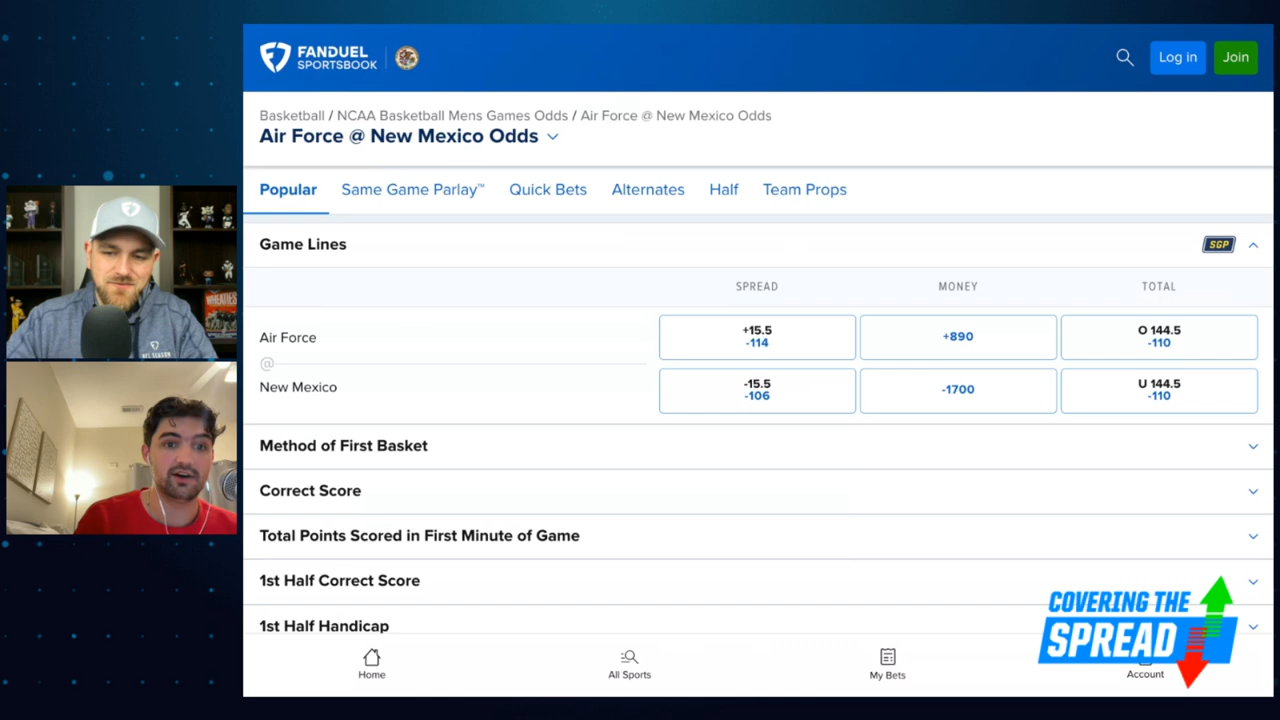 FANDUEL
SPORTSBOOK
Log in
Join
Basketball / NCAA Basketball Mens Games Odds / Air Force @ New Mexico Odds
Air Force @ New Mexico Odds
Popular
Same Game Parlay™
Quick Bets
Alternates
Half
Team Props
Game Lines
SGP
SPREAD
MONEY
TOTAL
Air Force
+15.5
-114
+890
O 144.5
-110
@
New Mexico
-15.5
-106
-1700
U 144.5
-110
Method of First Basket
Correct Score
Total Points Scored in First Minute of Game
1st Half Correct Score
1st Half Handicap
Home
All Sports
My Bets
Account
COVERING THE
SPREAD
WHEATIES
NFL SEASON